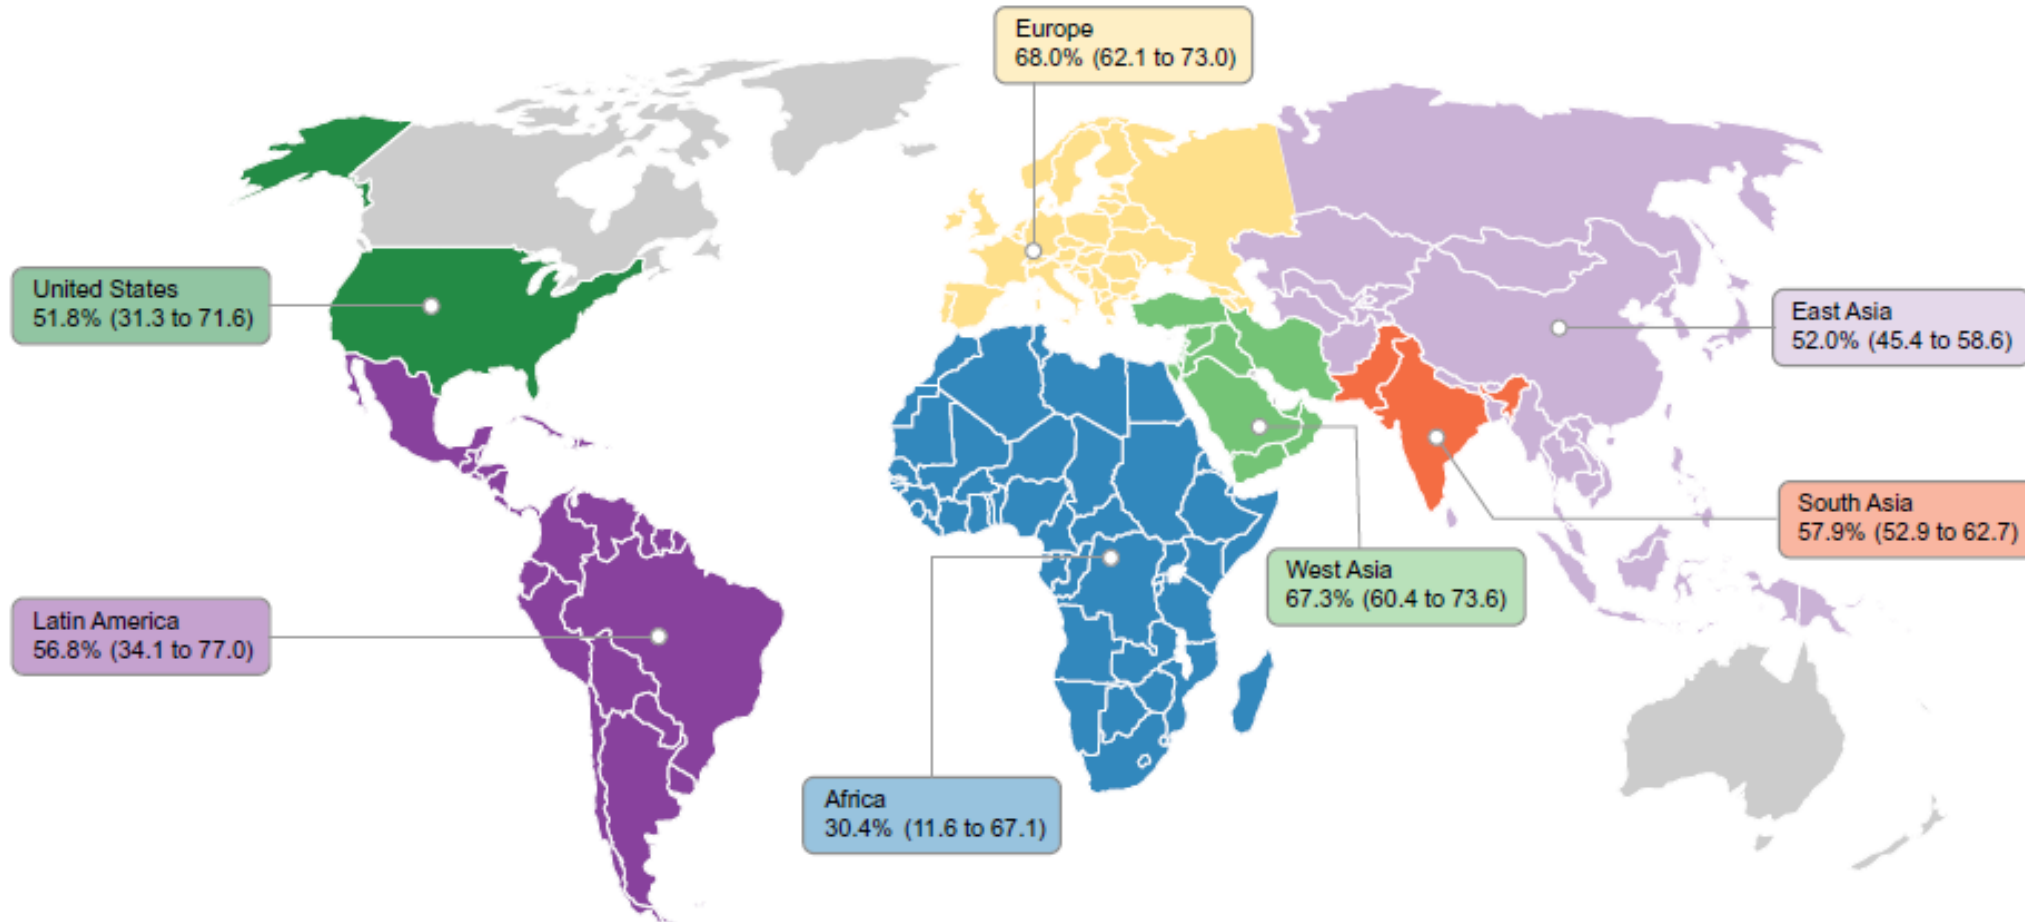 Europe
68.0% (62.1 to 73.0)
United States
51.8% (31.3 to 71.6)
East Asia
52.0% (45.4 to 58.6)
South Asia
57.9% (52.9 to 62.7)
West Asia
67.3% (60.4 to 73.6)
Latin America
56.8% (34.1 to 77.0)
Africa
30.4% (11.6 to 67.1)